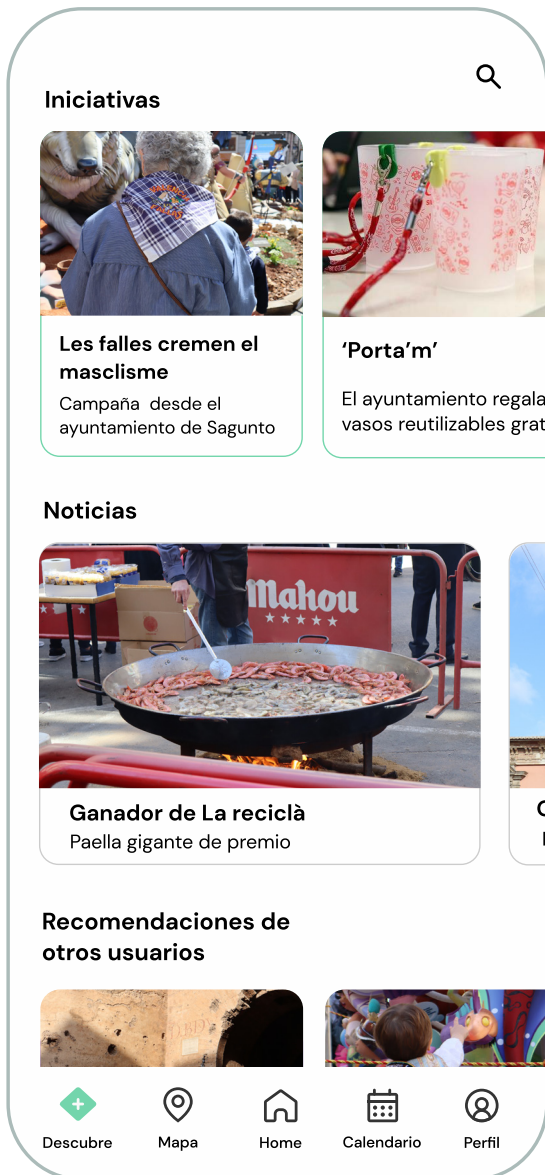 Iniciativas
Les falles cremen el
masclisme
Campaña desde el
ayuntamiento de Sagunto
‘Porta’m’
El ayuntamiento regala
vasos reutilizables grat
Noticias
Mahou
Ganador de La reciclà
Paella gigante de premio
Recomendaciones de
otros usuarios
Descubre
Mapa
Home
Calendario
Perfil